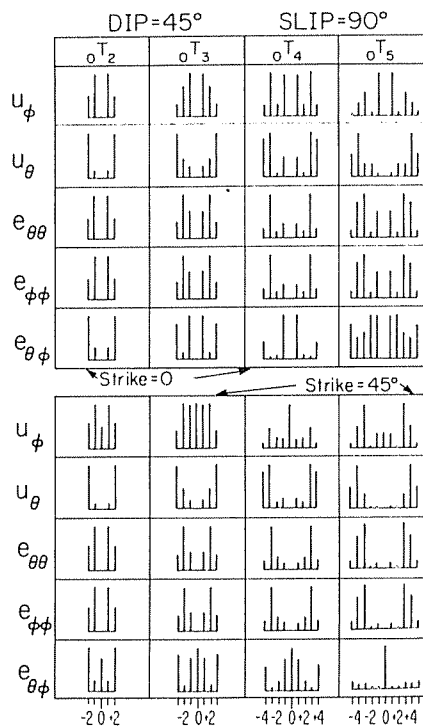 DIP=45° SLIP=90°
₀T₂ ₀T₃ ₀T₄ ₀T₅
uφ
uθ
eθθ
eφφ
eθφ
Strike=0
Strike=45°
uφ
uθ
eθθ
eφφ
eθφ
-2 0 2 -2 0 2 -4 -2 0 2 4 -4 -2 0 2 4